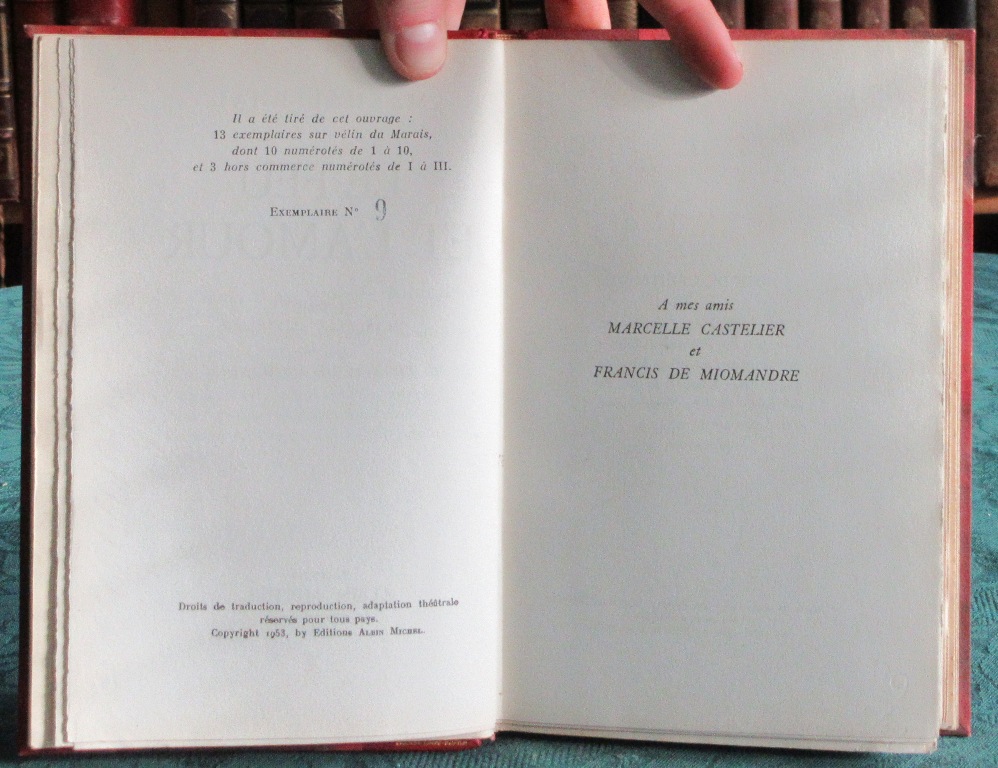 Il a été tiré de cet ouvrage :
13 exemplaires sur vélin du Marais,
dont 10 numérotés de 1 à 10,
et 3 hors commerce numérotés de I à III.
EXEMPLAIRE N° 9
ET L'AMOUR
Droits de traduction, reproduction, adaptation théâtrale
réservés pour tous pays.
Copyright 1953, by Editions ALBIN MICHEL.
A mes amis
MARCELLE CASTELIER
et
FRANCIS DE MIOMANDRE